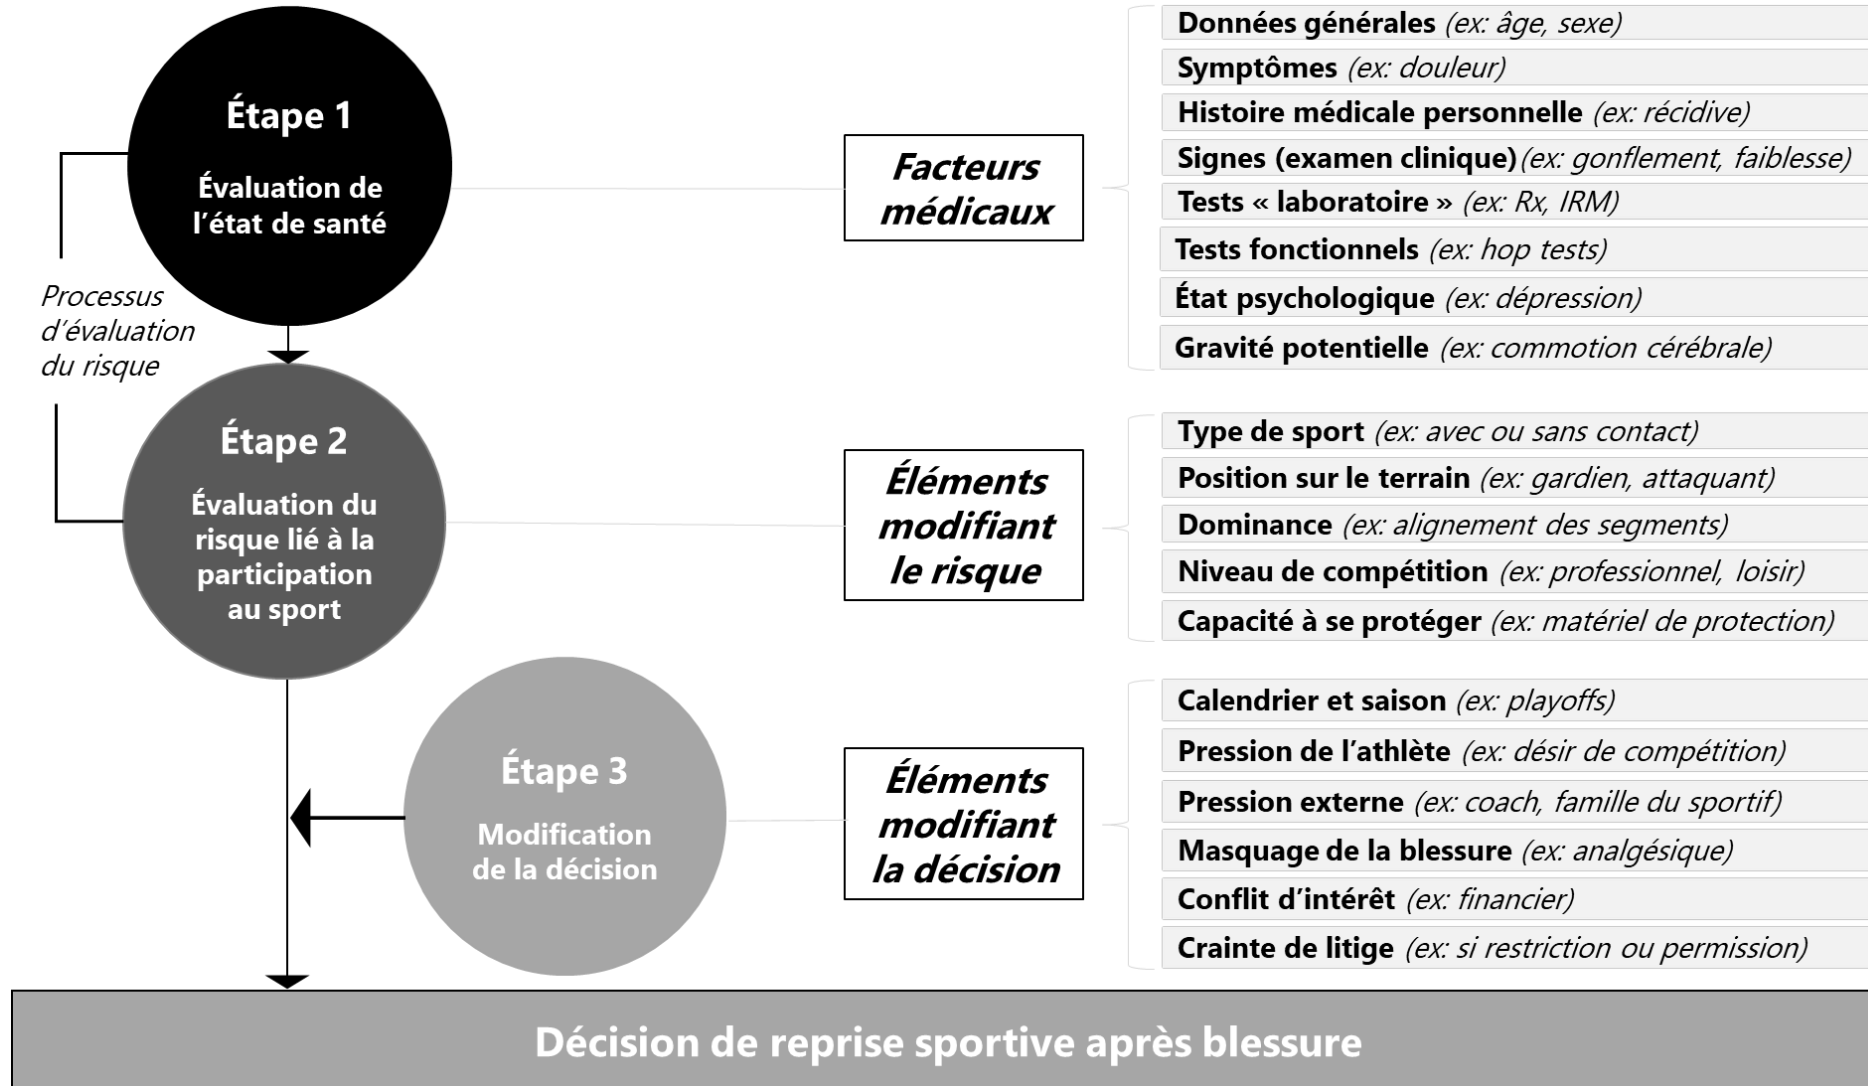 Étape 1
Évaluation de
l’état de santé
Facteurs
médicaux
Données générales (ex: âge, sexe)
Symptômes (ex: douleur)
Histoire médicale personnelle (ex: récidive)
Signes (examen clinique)(ex: gonflement, faiblesse)
Tests « laboratoire » (ex: Rx, IRM)
Tests fonctionnels (ex: hop tests)
État psychologique (ex: dépression)
Gravité potentielle (ex: commotion cérébrale)
Processus
d’évaluation
du risque
Étape 2
Évaluation du
risque lié à la
participation
au sport
Éléments
modifiant
le risque
Type de sport (ex: avec ou sans contact)
Position sur le terrain (ex: gardien, attaquant)
Dominance (ex: alignement des segments)
Niveau de compétition (ex: professionnel, loisir)
Capacité à se protéger (ex: matériel de protection)
Étape 3
Modification
de la décision
Éléments
modifiant
la décision
Calendrier et saison (ex: playoffs)
Pression de l’athlète (ex: désir de compétition)
Pression externe (ex: coach, famille du sportif)
Masquage de la blessure (ex: analgésique)
Conflit d’intérêt (ex: financier)
Crainte de litige (ex: si restriction ou permission)
Décision de reprise sportive après blessure